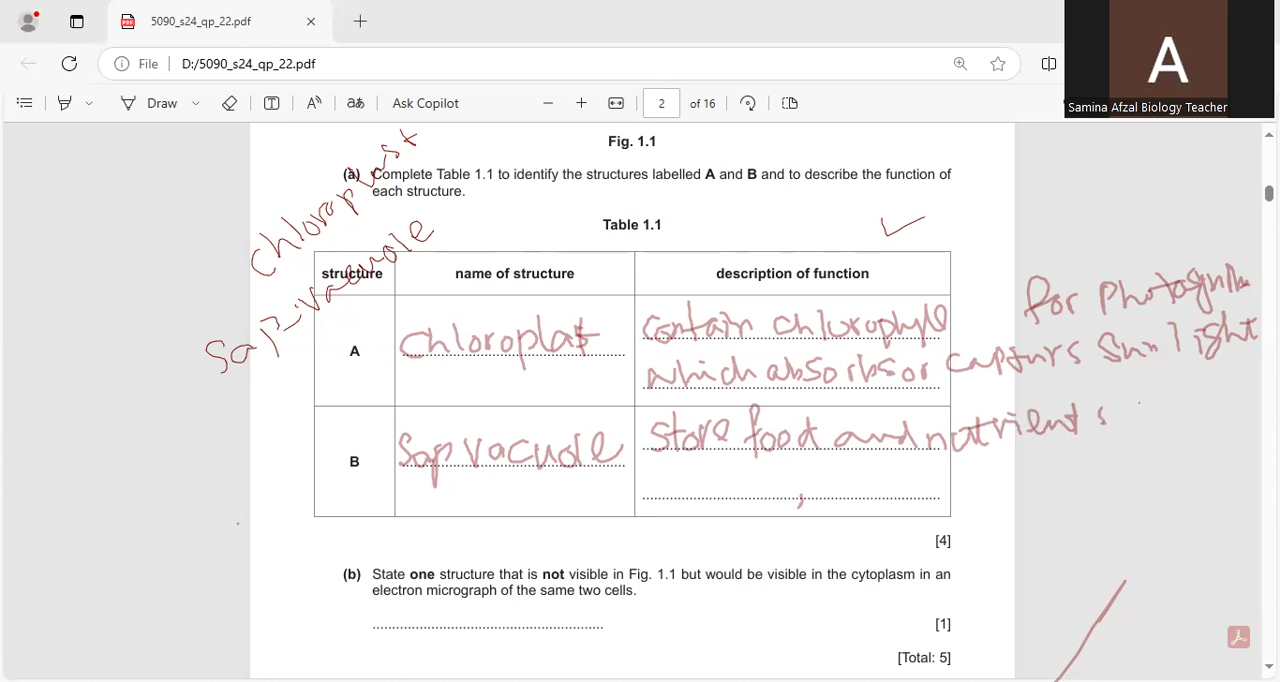 5090_s24_qp_22.pdf
File D:/5090_s24_qp_22.pdf
A
Samina Afzal Biology Teacher
Draw
aあ
Ask Copilot
2 of 16
Fig. 1.1
(a) Complete Table 1.1 to identify the structures labelled A and B and to describe the function of
each structure.
Chloroplast
Sap-vacuole
Table 1.1
structure name of structure description of function
A Chloroplast contain chlorophyll
which absorbs or capturs Sun light
for
B Sap vacuole store food and nutrients
[4]
(b) State one structure that is not visible in Fig. 1.1 but would be visible in the cytoplasm in an
electron micrograph of the same two cells.
[1]
[Total: 5]